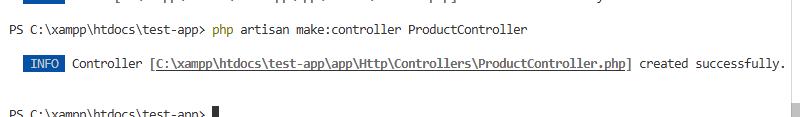 PS C:\xampp\htdocs\test-app> php artisan make:controller ProductController
INFO Controller [C:\xampp\htdocs\test-app\app\Http\Controllers\ProductController.php] created successfully.
PS C:\xampp\htdocs\test-app>